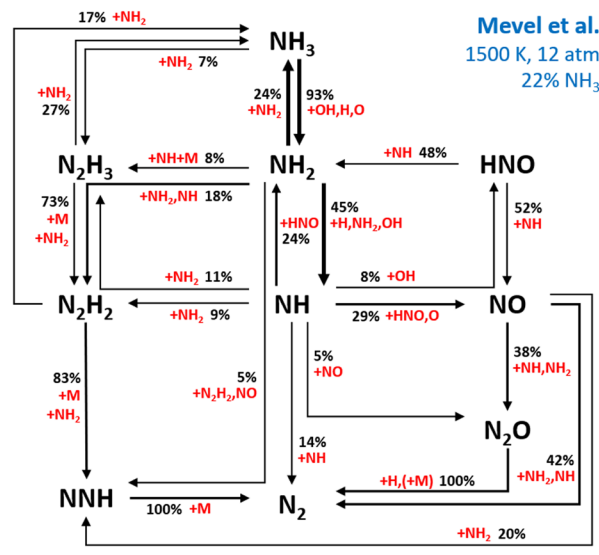 17% +NH₂
Mevel et al.
1500 K, 12 atm
22% NH₃
NH₃
+NH₂ 7%
+NH₂
27%
24%
+NH₂
93%
+OH,H,O
N₂H₃
+NH+M 8%
NH₂
+NH 48%
HNO
+NH₂,NH 18%
73%
+M
+NH₂
+HNO
24%
45%
+H,NH₂,OH
52%
+NH
+NH₂ 11%
8% +OH
N₂H₂
+NH₂ 9%
NH
29% +HNO,O
NO
83%
+M
+NH₂
5%
+N₂H₂,NO
5%
+NO
38%
+NH,NH₂
N₂O
14%
+NH
42%
+NH₂,NH
+H,(+M) 100%
NNH
100% +M
N₂
+NH₂ 20%